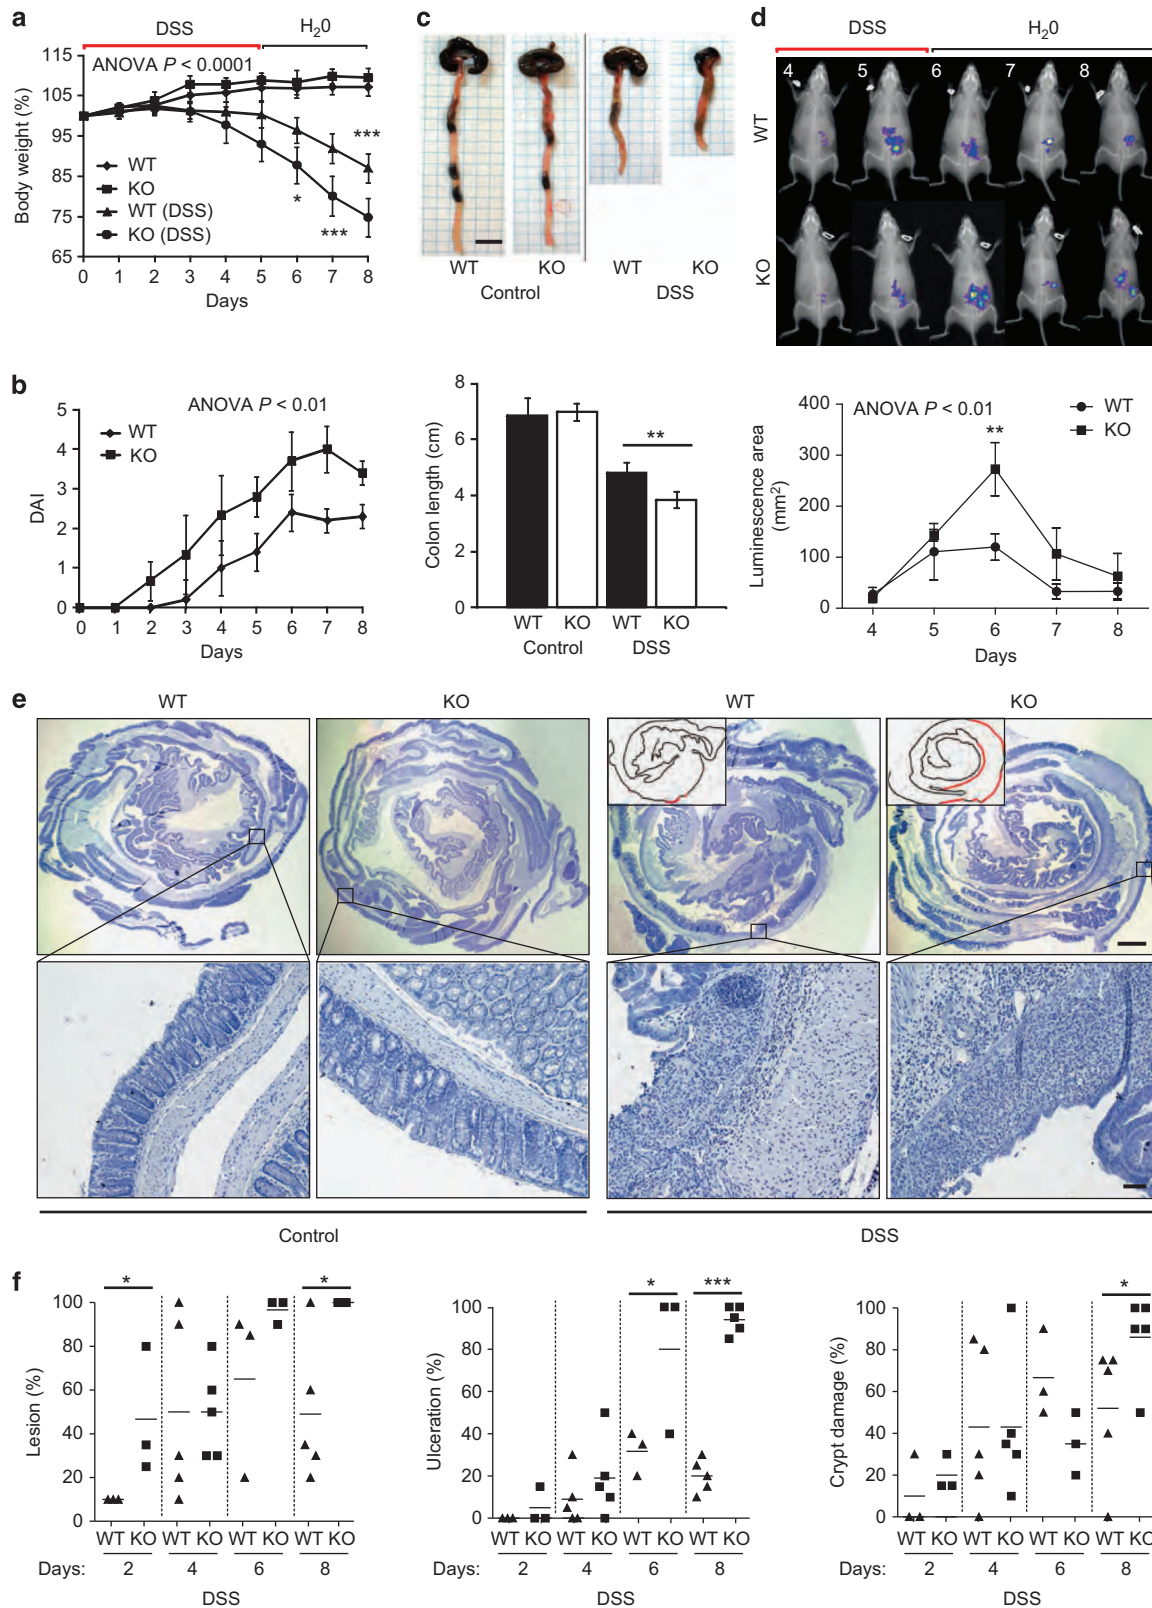 a
DSS
H₂0
ANOVA P < 0.0001
115
105
95
85
75
65
Body weight (%)
WT
KO
WT (DSS)
KO (DSS)
***
*
***
0 1 2 3 4 5 6 7 8
Days
c
WT KO WT KO
Control DSS
d
DSS
H₂0
4 5 6 7 8
WT
KO
b
ANOVA P < 0.01
WT
KO
DAI
5
4
3
2
1
0
0 1 2 3 4 5 6 7 8
Days
Colon length (cm)
8
6
4
2
0
**
WT KO WT KO
Control DSS
Luminescence area
(mm²)
400
300
200
100
0
ANOVA P < 0.01
**
WT
KO
4 5 6 7 8
Days
e
WT KO WT KO
Control DSS
f
Lesion (%)
100
80
60
40
20
0
* *
WT KO WT KO WT KO WT KO
Days: 2 4 6 8
DSS
Ulceration (%)
100
80
60
40
20
0
* ***
WT KO WT KO WT KO WT KO
Days: 2 4 6 8
DSS
Crypt damage (%)
100
80
60
40
20
0
*
WT KO WT KO WT KO WT KO
Days: 2 4 6 8
DSS